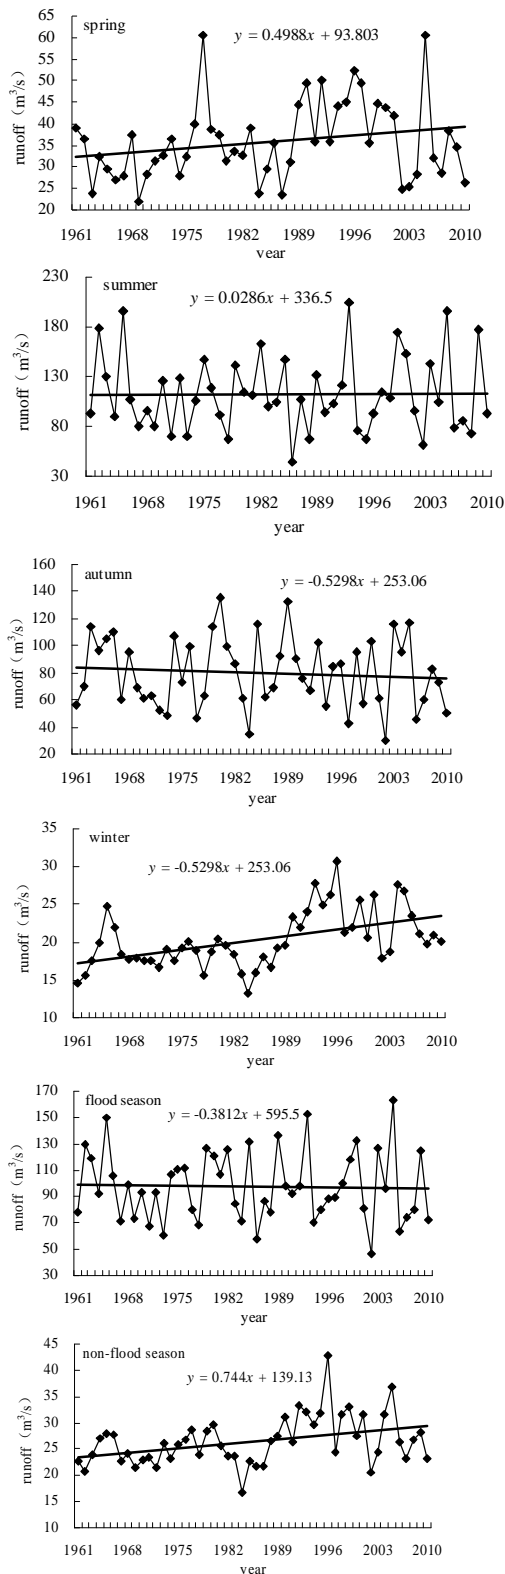 spring
y = 0.4988x + 93.803
65
60
55
50
45
40
35
30
25
20
runoff（m³/s）
1961 1968 1975 1982 1989 1996 2003 2010
year
summer
y = 0.0286x + 336.5
230
180
130
80
30
runoff（m³/s）
1961 1968 1975 1982 1989 1996 2003 2010
year
autumn
y = -0.5298x + 253.06
160
140
120
100
80
60
40
20
runoff（m³/s）
1961 1968 1975 1982 1989 1996 2003 2010
year
winter
y = -0.5298x + 253.06
35
30
25
20
15
10
runoff（m³/s）
1961 1968 1975 1982 1989 1996 2003 2010
year
flood season
y = -0.3812x + 595.5
170
150
130
110
90
70
50
30
runoff（m³/s）
1961 1968 1975 1982 1989 1996 2003 2010
year
non-flood season
y = 0.744x + 139.13
45
40
35
30
25
20
15
10
runoff（m³/s）
1961 1968 1975 1982 1989 1996 2003 2010
year